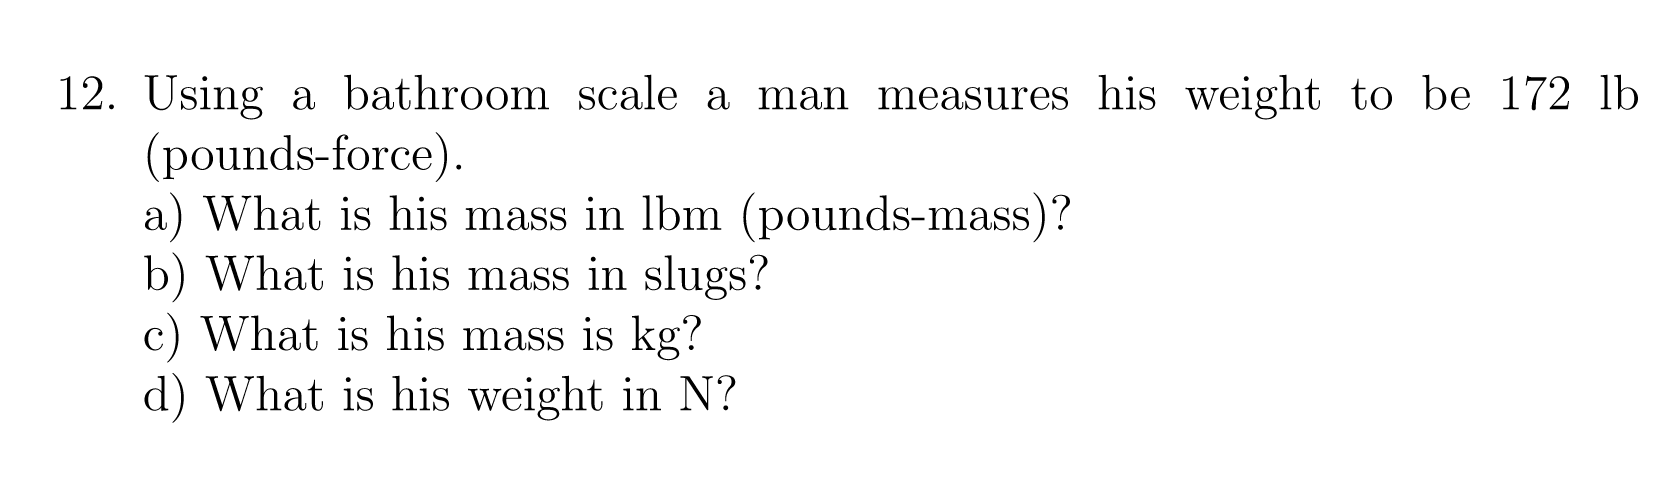 12. Using a bathroom scale a man measures his weight to be 172 lb
(pounds-force).
a) What is his mass in lbm (pounds-mass)?
b) What is his mass in slugs?
c) What is his mass is kg?
d) What is his weight in N?